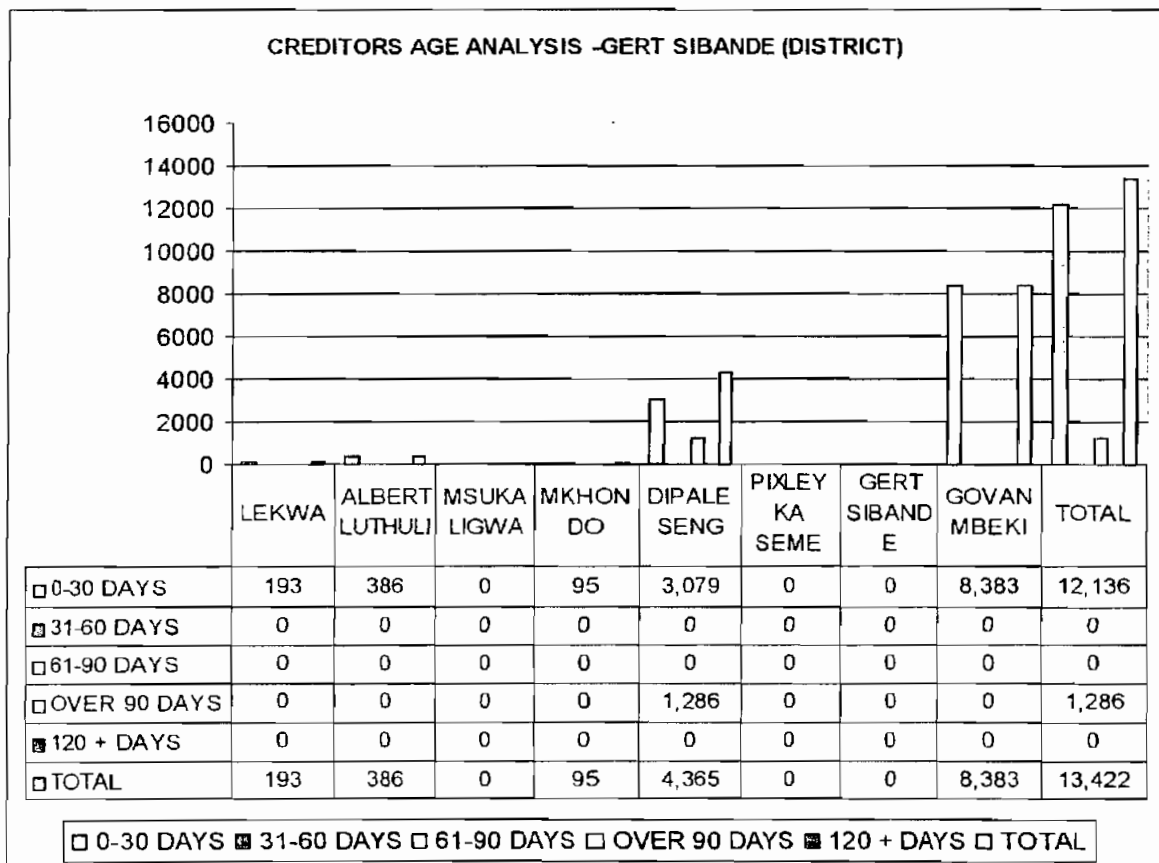 CREDITORS AGE ANALYSIS -GERT SIBANDE (DISTRICT)
16000
14000
12000
10000
8000
6000
4000
2000
0
LEKWA ALBERT LUTHULI MSUKA LIGWA MKHON DO DIPALE SENG PIXLEY KA SEME GERT SIBAND E GOVAN MBEKI TOTAL
0-30 DAYS 193 386 0 95 3,079 0 0 8,383 12,136
31-60 DAYS 0 0 0 0 0 0 0 0 0
61-90 DAYS 0 0 0 0 0 0 0 0 0
OVER 90 DAYS 0 0 0 0 1,286 0 0 0 1,286
120 + DAYS 0 0 0 0 0 0 0 0 0
TOTAL 193 386 0 95 4,365 0 0 8,383 13,422
0-30 DAYS 31-60 DAYS 61-90 DAYS OVER 90 DAYS 120 + DAYS TOTAL